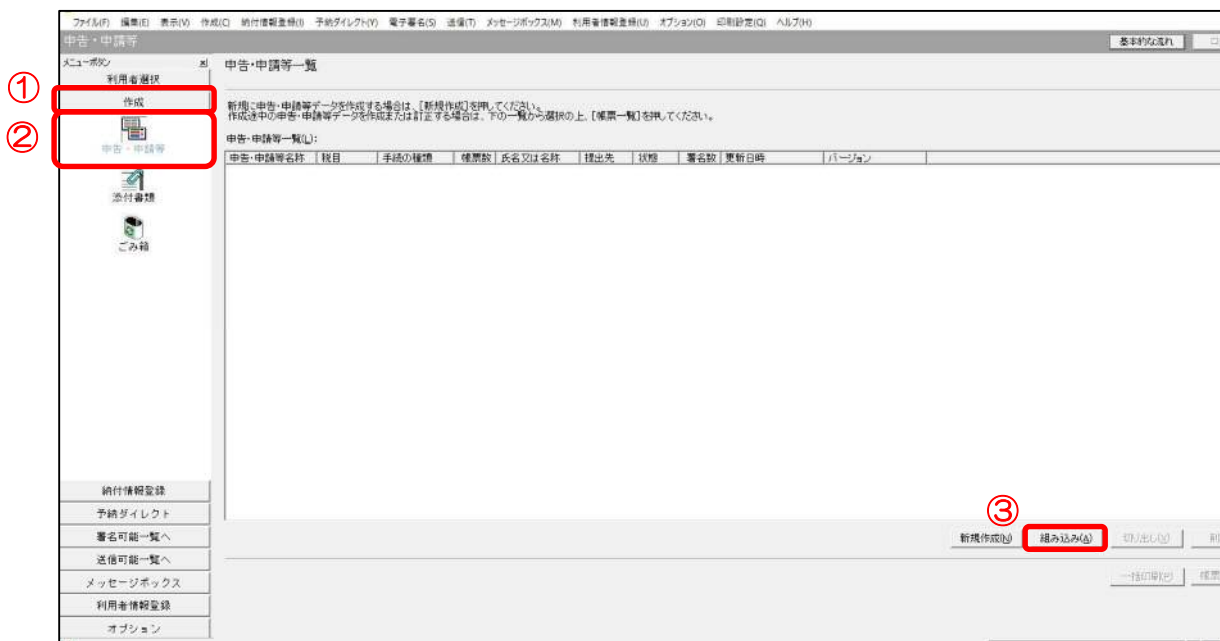 ファイル(F) 編集(E) 表示(V) 作成(C) 納付情報登録(I) 予納ダイレクト(Y) 電子署名(S) 送信(T) メッセージボックス(M) 利用者情報登録(U) オプション(O) 印刷設定(Q) ヘルプ(H)
申告・申請等
基本的な流れ
メニューボタン
申告・申請等一覧
利用者選択
①
作成
新規に申告・申請等データを作成する場合は、[新規作成]を押してください。
作成途中の申告・申請等データを作成または訂正する場合は、下の一覧から選択の上、[帳票一覧]を押してください。
②
申告・申請等
申告・申請等一覧(L):
申告・申請等名称 税目 手続の種類 帳票数 氏名又は名称 提出先 状態 署名数 更新日時 バージョン
添付書類
ごみ箱
納付情報登録
予納ダイレクト
③
署名可能一覧へ
新規作成(N) 組み込み(A) 切り出し(X) 削
送信可能一覧へ
メッセージボックス
一括印刷(P) 帳票
利用者情報登録
オプション